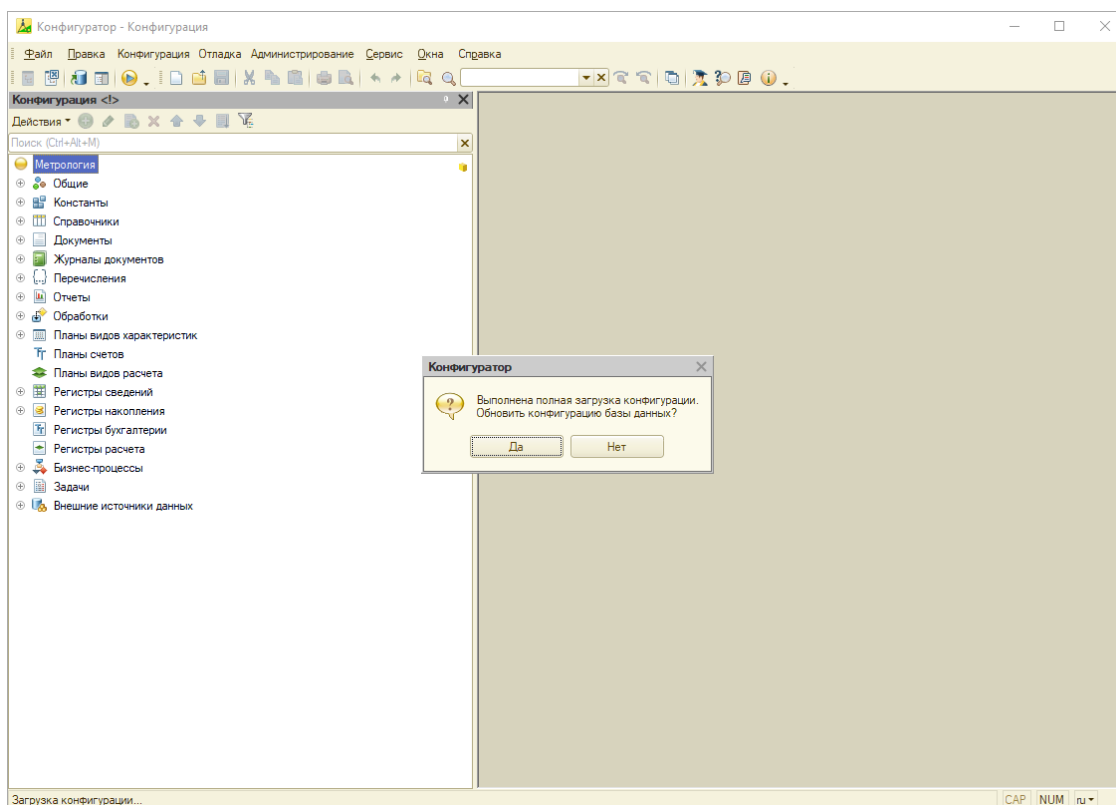 Конфигуратор - Конфигурация
Файл Правка Конфигурация Отладка Администрирование Сервис Окна Справка
Конфигурация <!>
Действия
Поиск (Ctrl+Alt+M)
Метрология
Общие
Константы
Справочники
Документы
Журналы документов
Перечисления
Отчеты
Обработки
Планы видов характеристик
Планы счетов
Планы видов расчета
Регистры сведений
Регистры накопления
Регистры бухгалтерии
Регистры расчета
Бизнес-процессы
Задачи
Внешние источники данных
Конфигуратор
Выполнена полная загрузка конфигурации.
Обновить конфигурацию базы данных?
Да Нет
Загрузка конфигурации... CAP NUM ru